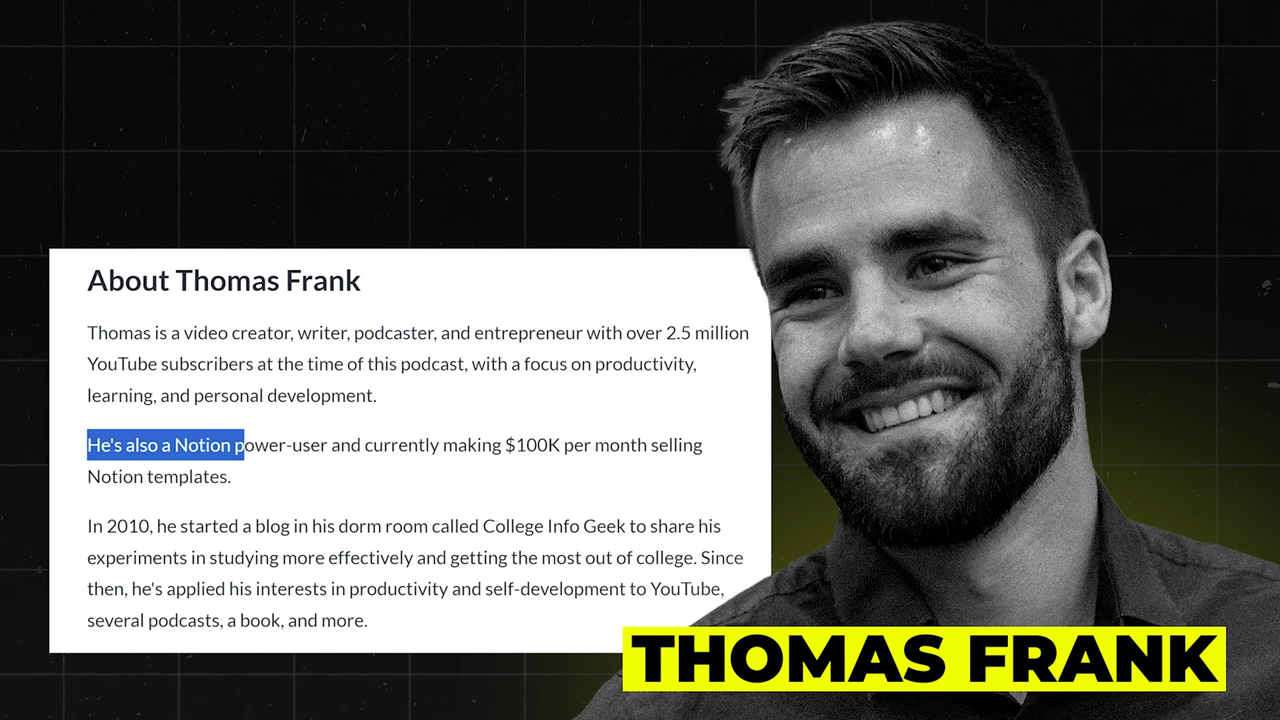 About Thomas Frank
Thomas is a video creator, writer, podcaster, and entrepreneur with over 2.5 million
YouTube subscribers at the time of this podcast, with a focus on productivity,
learning, and personal development.
He's also a Notion power-user and currently making $100K per month selling
Notion templates.
In 2010, he started a blog in his dorm room called College Info Geek to share his
experiments in studying more effectively and getting the most out of college. Since
then, he's applied his interests in productivity and self-development to YouTube,
several podcasts, a book, and more.
THOMAS FRANK